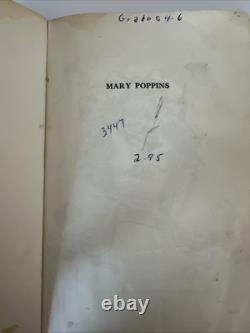 Grades 4-6
MARY POPPINS
3447
2.95